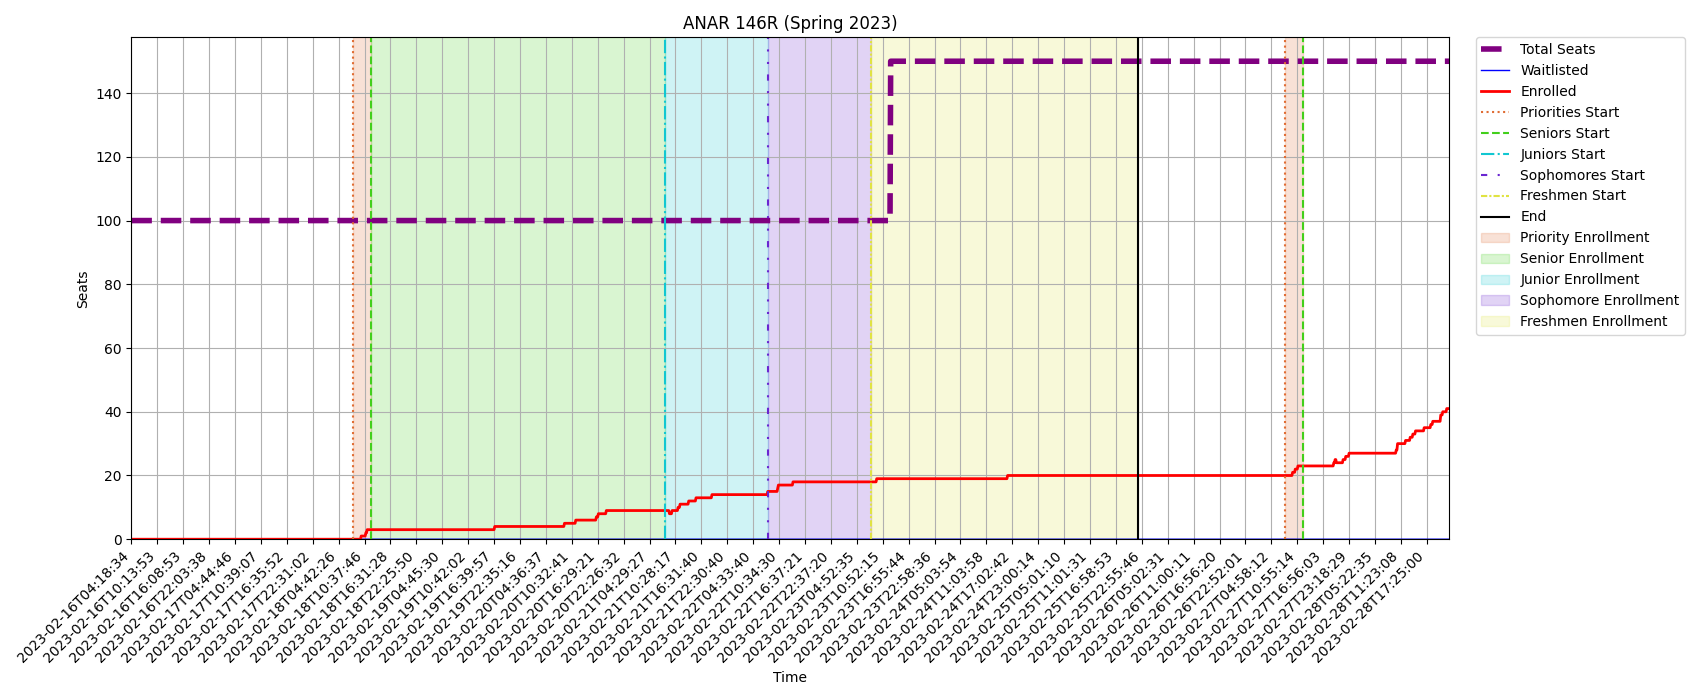 ANAR 146R (Spring 2023)
Total Seats
Waitlisted
Enrolled
Priorities Start
Seniors Start
Juniors Start
Sophomores Start
Freshmen Start
End
Priority Enrollment
Senior Enrollment
Junior Enrollment
Sophomore Enrollment
Freshmen Enrollment
Seats
140
120
100
80
60
40
20
0
2023-02-16T04:18:34
2023-02-16T10:13:53
2023-02-16T16:08:53
2023-02-16T22:03:38
2023-02-17T04:44:46
2023-02-17T10:39:07
2023-02-17T16:35:52
2023-02-17T22:31:02
2023-02-18T04:42:26
2023-02-18T10:37:46
2023-02-18T16:31:28
2023-02-18T22:25:50
2023-02-19T04:45:30
2023-02-19T10:42:02
2023-02-19T16:39:57
2023-02-19T22:35:16
2023-02-20T04:36:37
2023-02-20T10:32:41
2023-02-20T16:29:21
2023-02-20T22:26:32
2023-02-21T04:29:27
2023-02-21T10:28:17
2023-02-21T16:31:40
2023-02-21T22:30:40
2023-02-22T04:33:40
2023-02-22T10:34:30
2023-02-22T16:37:21
2023-02-22T22:37:20
2023-02-23T04:52:35
2023-02-23T10:52:15
2023-02-23T16:55:44
2023-02-23T22:58:36
2023-02-24T05:03:54
2023-02-24T11:03:58
2023-02-24T17:02:42
2023-02-24T23:00:14
2023-02-25T05:01:10
2023-02-25T11:01:31
2023-02-25T16:58:53
2023-02-25T22:55:46
2023-02-26T05:02:31
2023-02-26T11:00:11
2023-02-26T16:56:20
2023-02-26T22:52:01
2023-02-27T04:58:12
2023-02-27T10:55:14
2023-02-27T16:56:03
2023-02-27T23:18:29
2023-02-28T05:22:35
2023-02-28T11:23:08
2023-02-28T17:25:00
Time